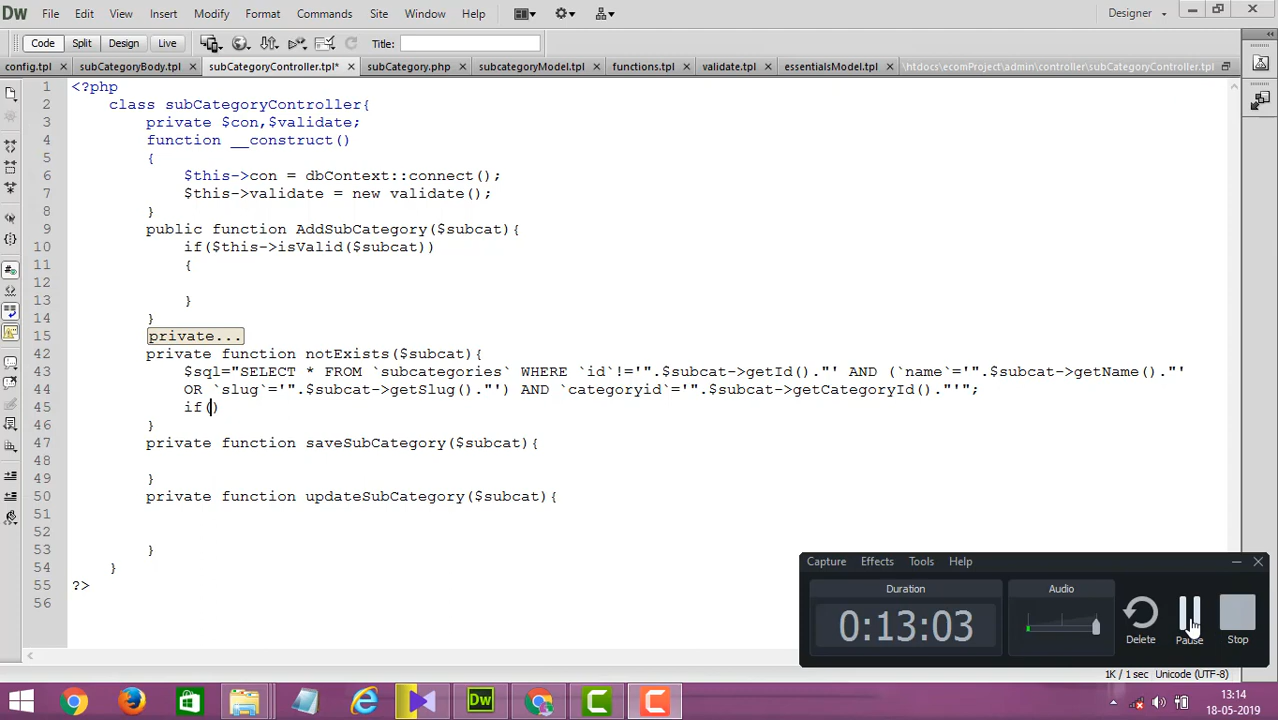 Dw File Edit View Insert Modify Format Commands Site Window Help Designer
Code Split Design Live Title:
config.tpl subCategoryBody.tpl subCategoryController.tpl* subCategory.php subcategoryModel.tpl functions.tpl validate.tpl essentialsModel.tpl \htdocs\ecomProject\admin\controller\subCategoryController.tpl
1 <?php
2 class subCategoryController{
3 private $con,$validate;
4 function __construct()
5 {
6 $this->con = dbContext::connect();
7 $this->validate = new validate();
8 }
9 public function AddSubCategory($subcat){
10 if($this->isValid($subcat))
11 {
12
13 }
14 }
15 private...
42 private function notExists($subcat){
43 $sql="SELECT * FROM `subcategories` WHERE `id`!='".$subcat->getId()."' AND (`name`='".$subcat->getName()."'
44 OR `slug`='".$subcat->getSlug()."') AND `categoryid`='".$subcat->getCategoryId()."'";
45 if()
46 }
47 private function saveSubCategory($subcat){
48
49 }
50 private function updateSubCategory($subcat){
51
52
53 }
54 }
55 ?>
56
Capture Effects Tools Help
Duration Audio
0:13:03
Delete Pause Stop
1K / 1 sec Unicode (UTF-8)
Dw
13:14
18-05-2019